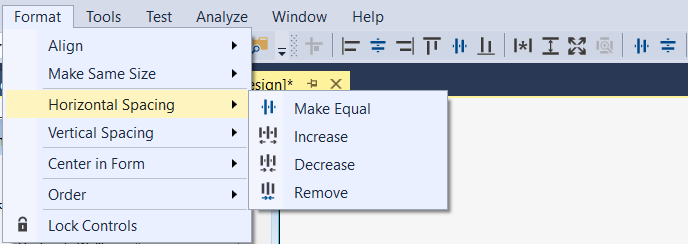 Format Tools Test Analyze Window Help
Align
Make Same Size
esign]*
Horizontal Spacing
Make Equal
Vertical Spacing
Increase
Center in Form
Decrease
Order
Remove
Lock Controls